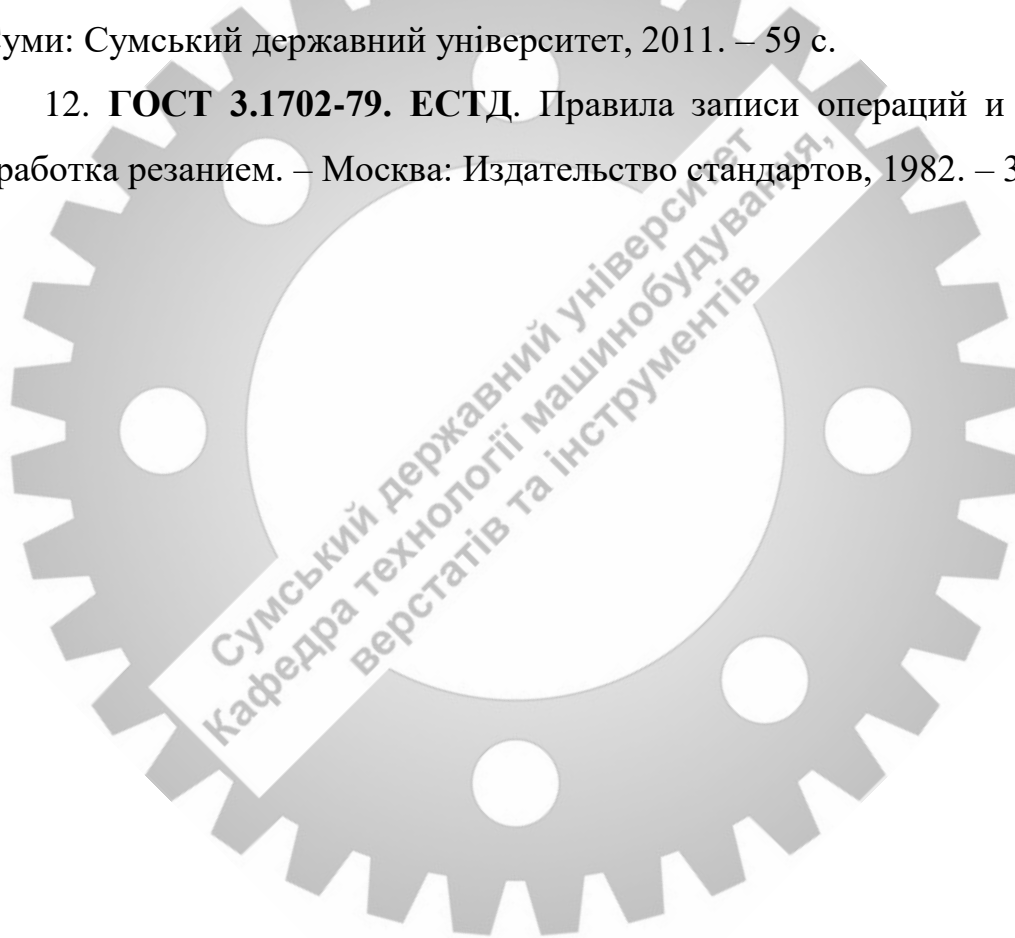 уми: Сумський державний університет, 2011. – 59 с.
12. ГОСТ 3.1702-79. ЕСТД. Правила записи операций и
работка резанием. – Москва: Издательство стандартов, 1982. – 3
Сумський державний університет
Кафедра технології машинобудування,
верстатів та інструментів